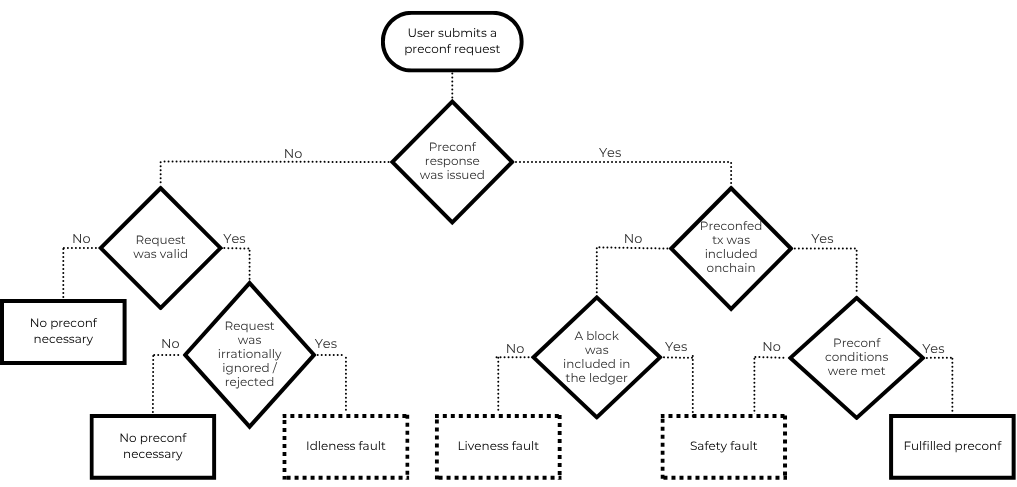 User submits a
preconf request
Preconf
response
was issued
No
Yes
Request
was valid
No
Yes
Preconfed
tx was
included
onchain
No
Yes
No preconf
necessary
Request
was
irrationally
ignored /
rejected
No
Yes
A block
was
included in
the ledger
No
Yes
Preconf
conditions
were met
No
Yes
No preconf
necessary
Idleness fault
Liveness fault
Safety fault
Fulfilled preconf